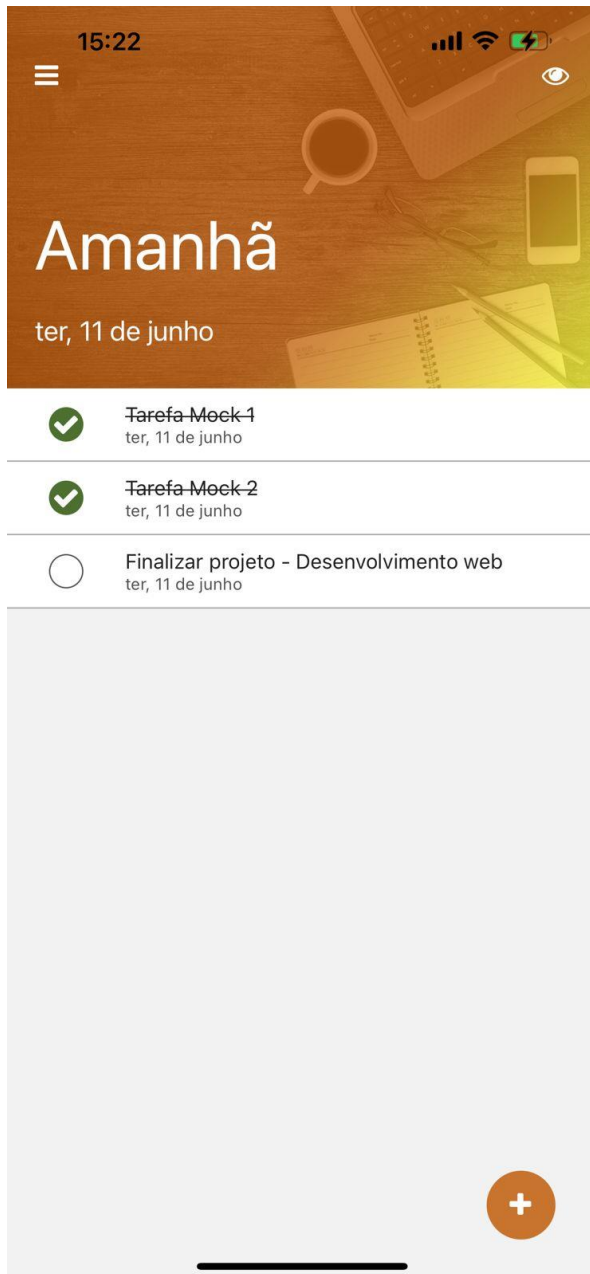 15:22
Amanhã
ter, 11 de junho
Tarefa Mock 1
ter, 11 de junho
Tarefa Mock 2
ter, 11 de junho
Finalizar projeto - Desenvolvimento web
ter, 11 de junho